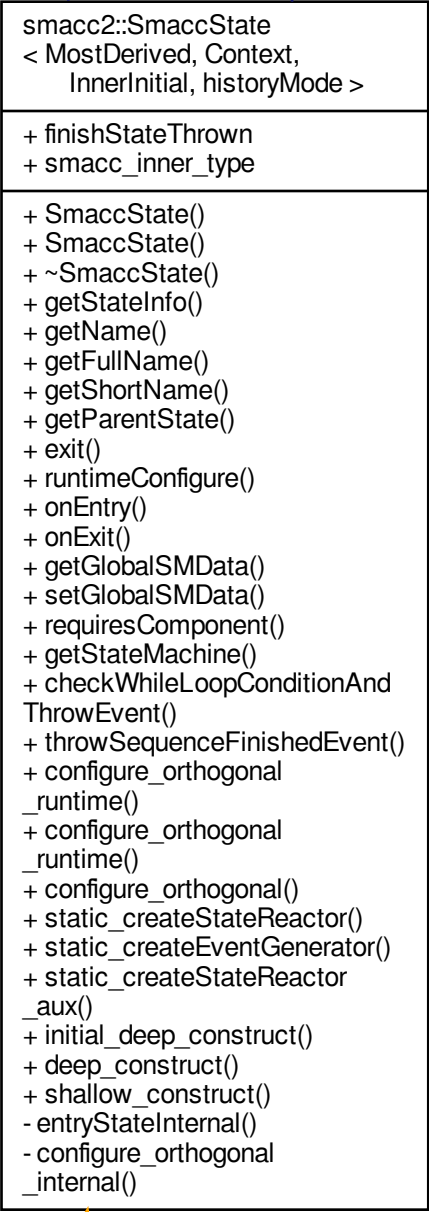 smacc2::SmaccState
< MostDerived, Context,
InnerInitial, historyMode >
+ finishStateThrown
+ smacc_inner_type
+ SmaccState()
+ SmaccState()
+ ~SmaccState()
+ getStateInfo()
+ getName()
+ getFullName()
+ getShortName()
+ getParentState()
+ exit()
+ runtimeConfigure()
+ onEntry()
+ onExit()
+ getGlobalSMData()
+ setGlobalSMData()
+ requiresComponent()
+ getStateMachine()
+ checkWhileLoopConditionAnd
ThrowEvent()
+ throwSequenceFinishedEvent()
+ configure_orthogonal
_runtime()
+ configure_orthogonal
_runtime()
+ configure_orthogonal()
+ static_createStateReactor()
+ static_createEventGenerator()
+ static_createStateReactor
_aux()
+ initial_deep_construct()
+ deep_construct()
+ shallow_construct()
- entryStateInternal()
- configure_orthogonal
_internal()